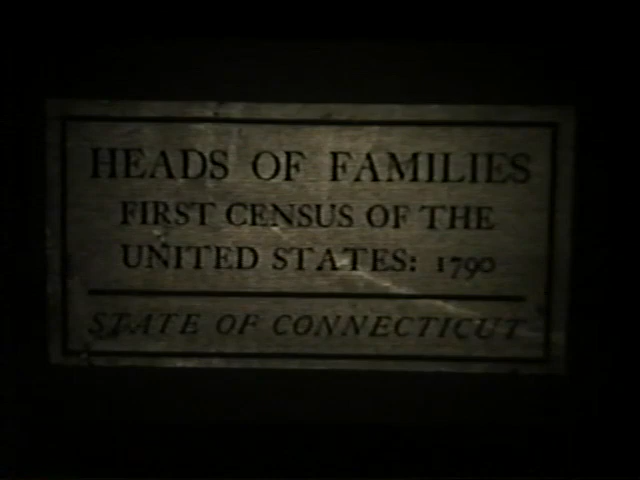 HEADS OF FAMILIES
FIRST CENSUS OF THE
UNITED STATES: 1790
STATE OF CONNECTICUT